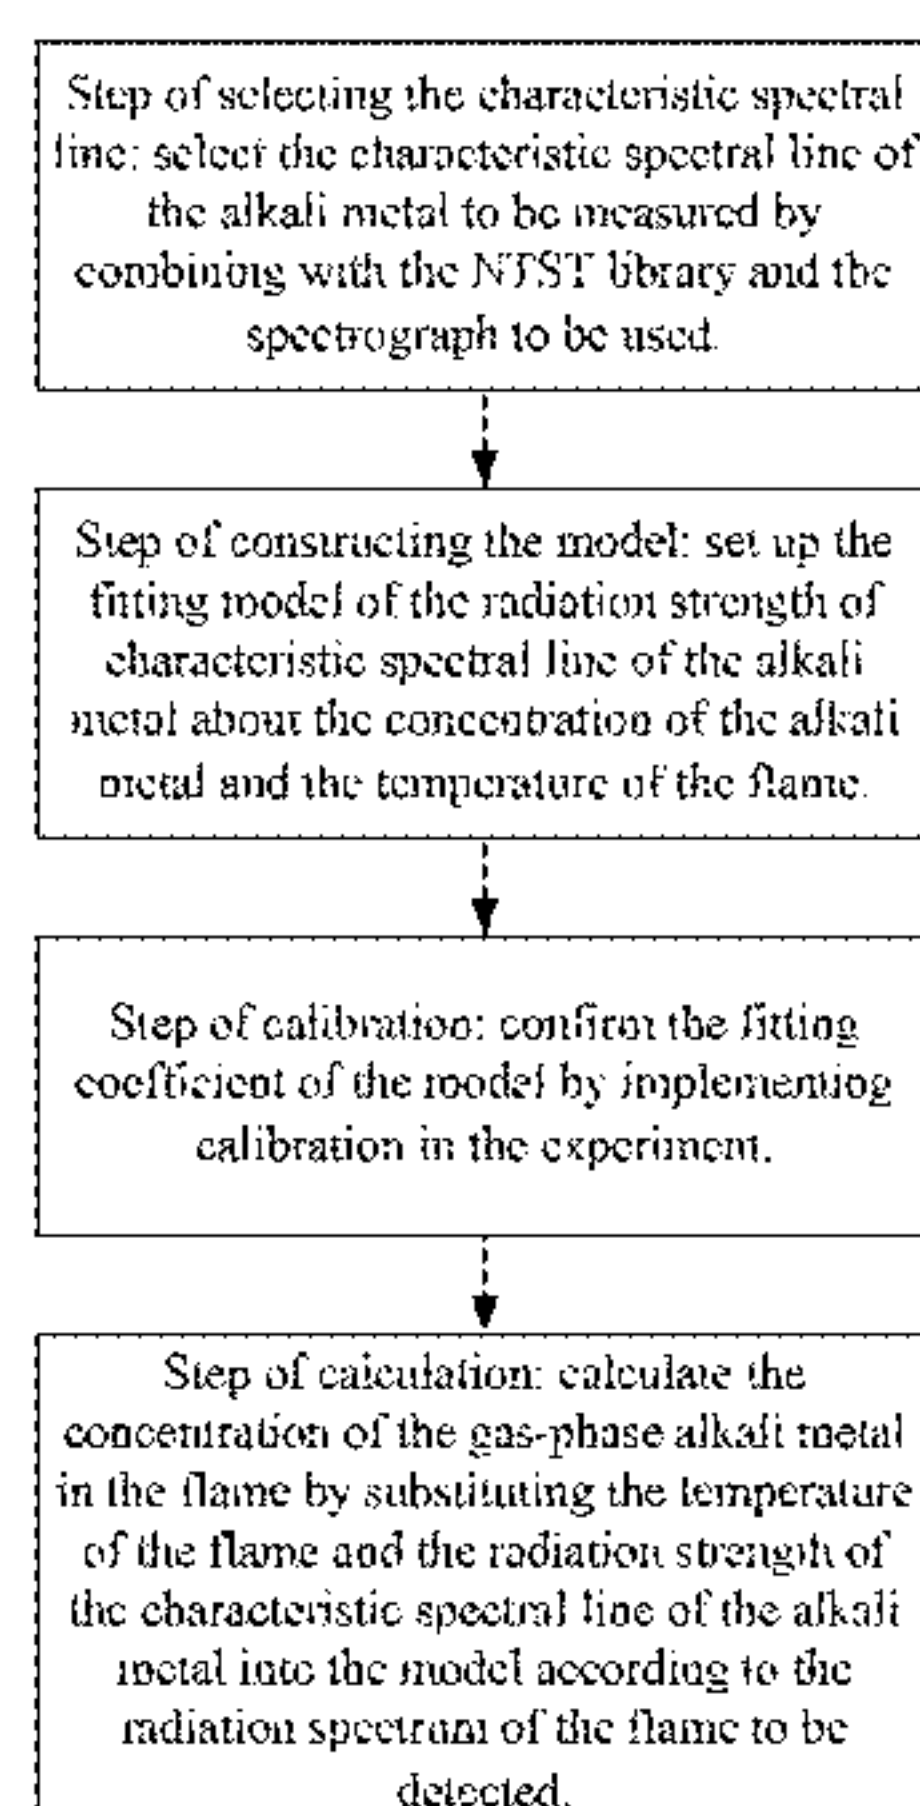 Step of selecting the characteristic spectral
line: select the characteristic spectral line of
the alkali metal to be measured by
combining with the NTST library and the
spectrograph to be used.
Step of constructing the model: set up the
fitting model of the radiation strength of
characteristic spectral line of the alkali
metal about the concentration of the alkali
metal and the temperature of the flame.
Step of calibration: confirm the fitting
coefficient of the model by implementing
calibration in the experiment.
Step of calculation: calculate the
concentration of the gas-phase alkali metal
in the flame by substituting the temperature
of the flame and the radiation strength of
the characteristic spectral line of the alkali
metal into the model according to the
radiation spectrum of the flame to be
detected.